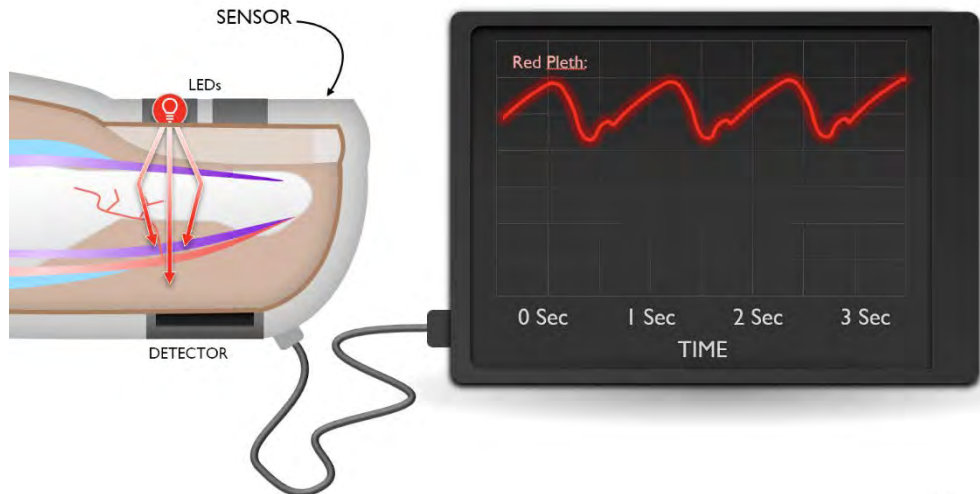 SENSOR
LEDs
DETECTOR
Red Pleth:
0 Sec 1 Sec 2 Sec 3 Sec
TIME